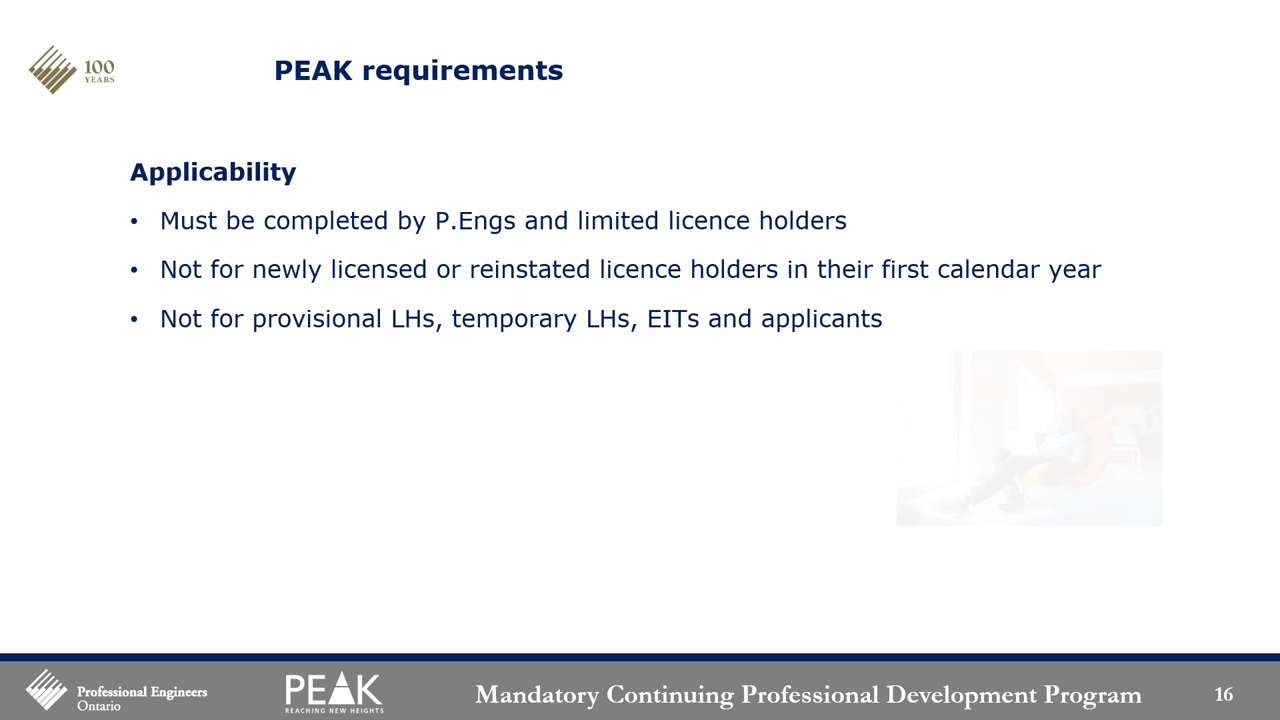 100
YEARS
PEAK requirements
Applicability
• Must be completed by P.Engs and limited licence holders
• Not for newly licensed or reinstated licence holders in their first calendar year
• Not for provisional LHs, temporary LHs, EITs and applicants
Professional Engineers
Ontario
PEAK
REACHING NEW HEIGHTS
Mandatory Continuing Professional Development Program
16